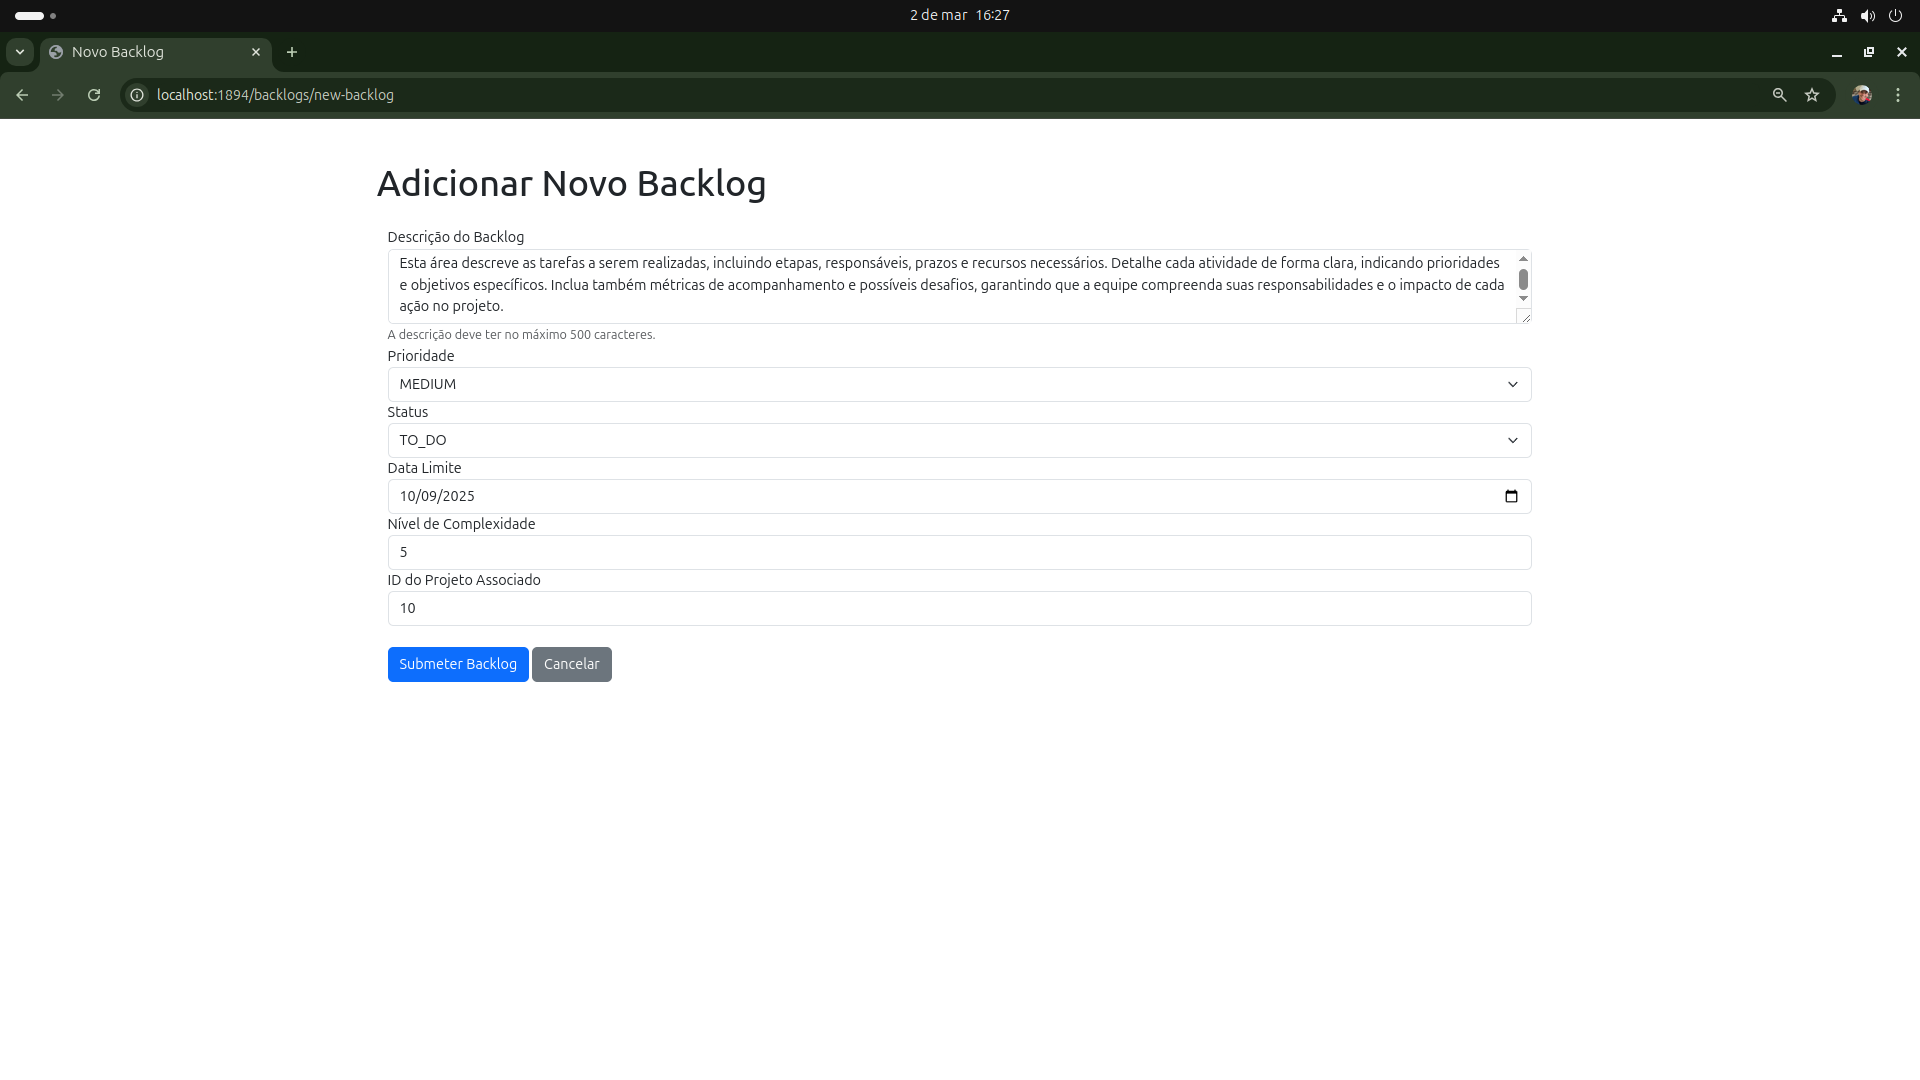 2 de mar 16:27
Novo Backlog
localhost:1894/backlogs/new-backlog
Adicionar Novo Backlog
Descrição do Backlog
Esta área descreve as tarefas a serem realizadas, incluindo etapas, responsáveis, prazos e recursos necessários. Detalhe cada atividade de forma clara, indicando prioridades
e objetivos específicos. Inclua também métricas de acompanhamento e possíveis desafios, garantindo que a equipe compreenda suas responsabilidades e o impacto de cada
ação no projeto.
A descrição deve ter no máximo 500 caracteres.
Prioridade
MEDIUM
Status
TO_DO
Data Limite
10/09/2025
Nível de Complexidade
5
ID do Projeto Associado
10
Submeter Backlog Cancelar